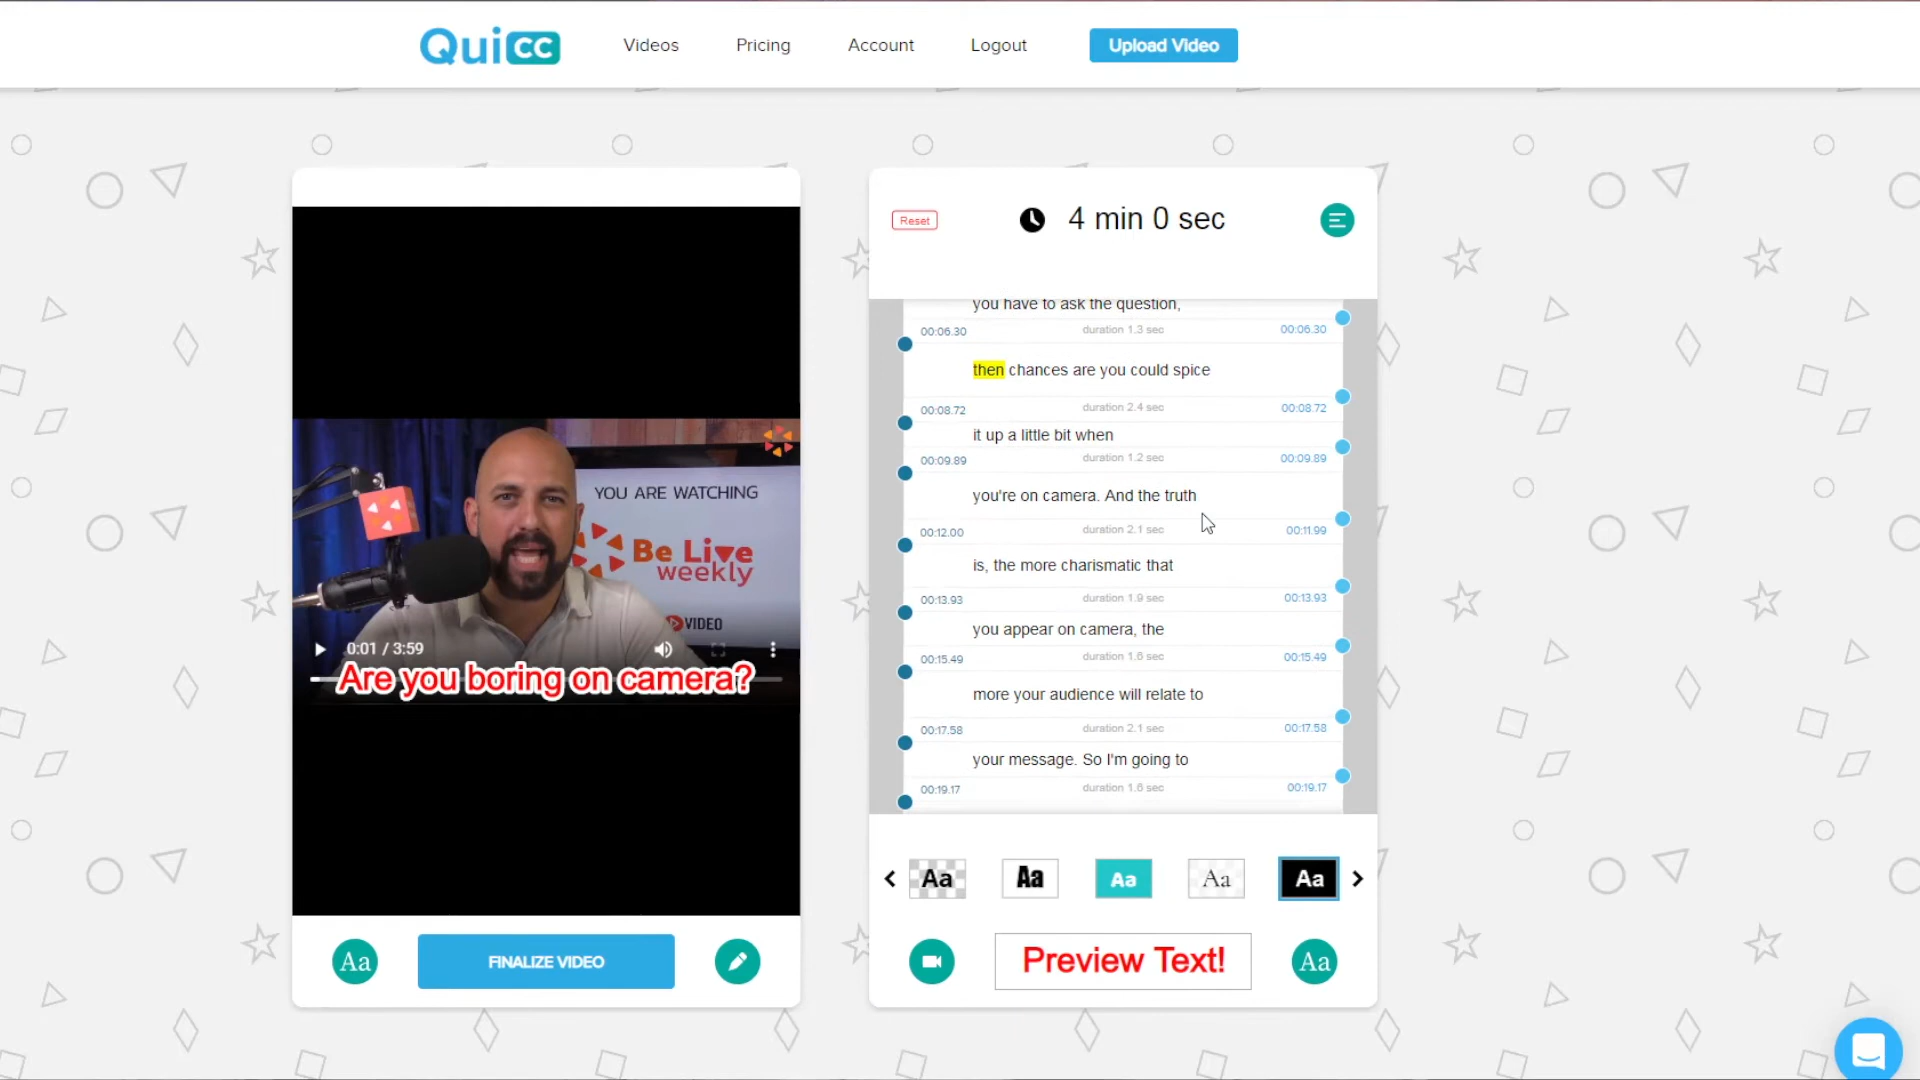 Quicc
Videos
Pricing
Account
Logout
Upload Video
YOU ARE WATCHING
Be Live
weekly
VIDEO
0:01 / 3:59
Are you boring on camera?
Aa
FINALIZE VIDEO
Reset
4 min 0 sec
you have to ask the question,
00:06.30 duration 1.3 sec 00:06.30
then chances are you could spice
00:08.72 duration 2.4 sec 00:08.72
it up a little bit when
00:09.89 duration 1.2 sec 00:09.89
you're on camera. And the truth
00:12.00 duration 2.1 sec 00:11.99
is, the more charismatic that
00:13.93 duration 1.9 sec 00:13.93
you appear on camera, the
00:15.49 duration 1.6 sec 00:15.49
more your audience will relate to
00:17.58 duration 2.1 sec 00:17.58
your message. So I'm going to
00:19.17 duration 1.6 sec 00:19.17
Aa Aa Aa Aa Aa
Preview Text!
Aa